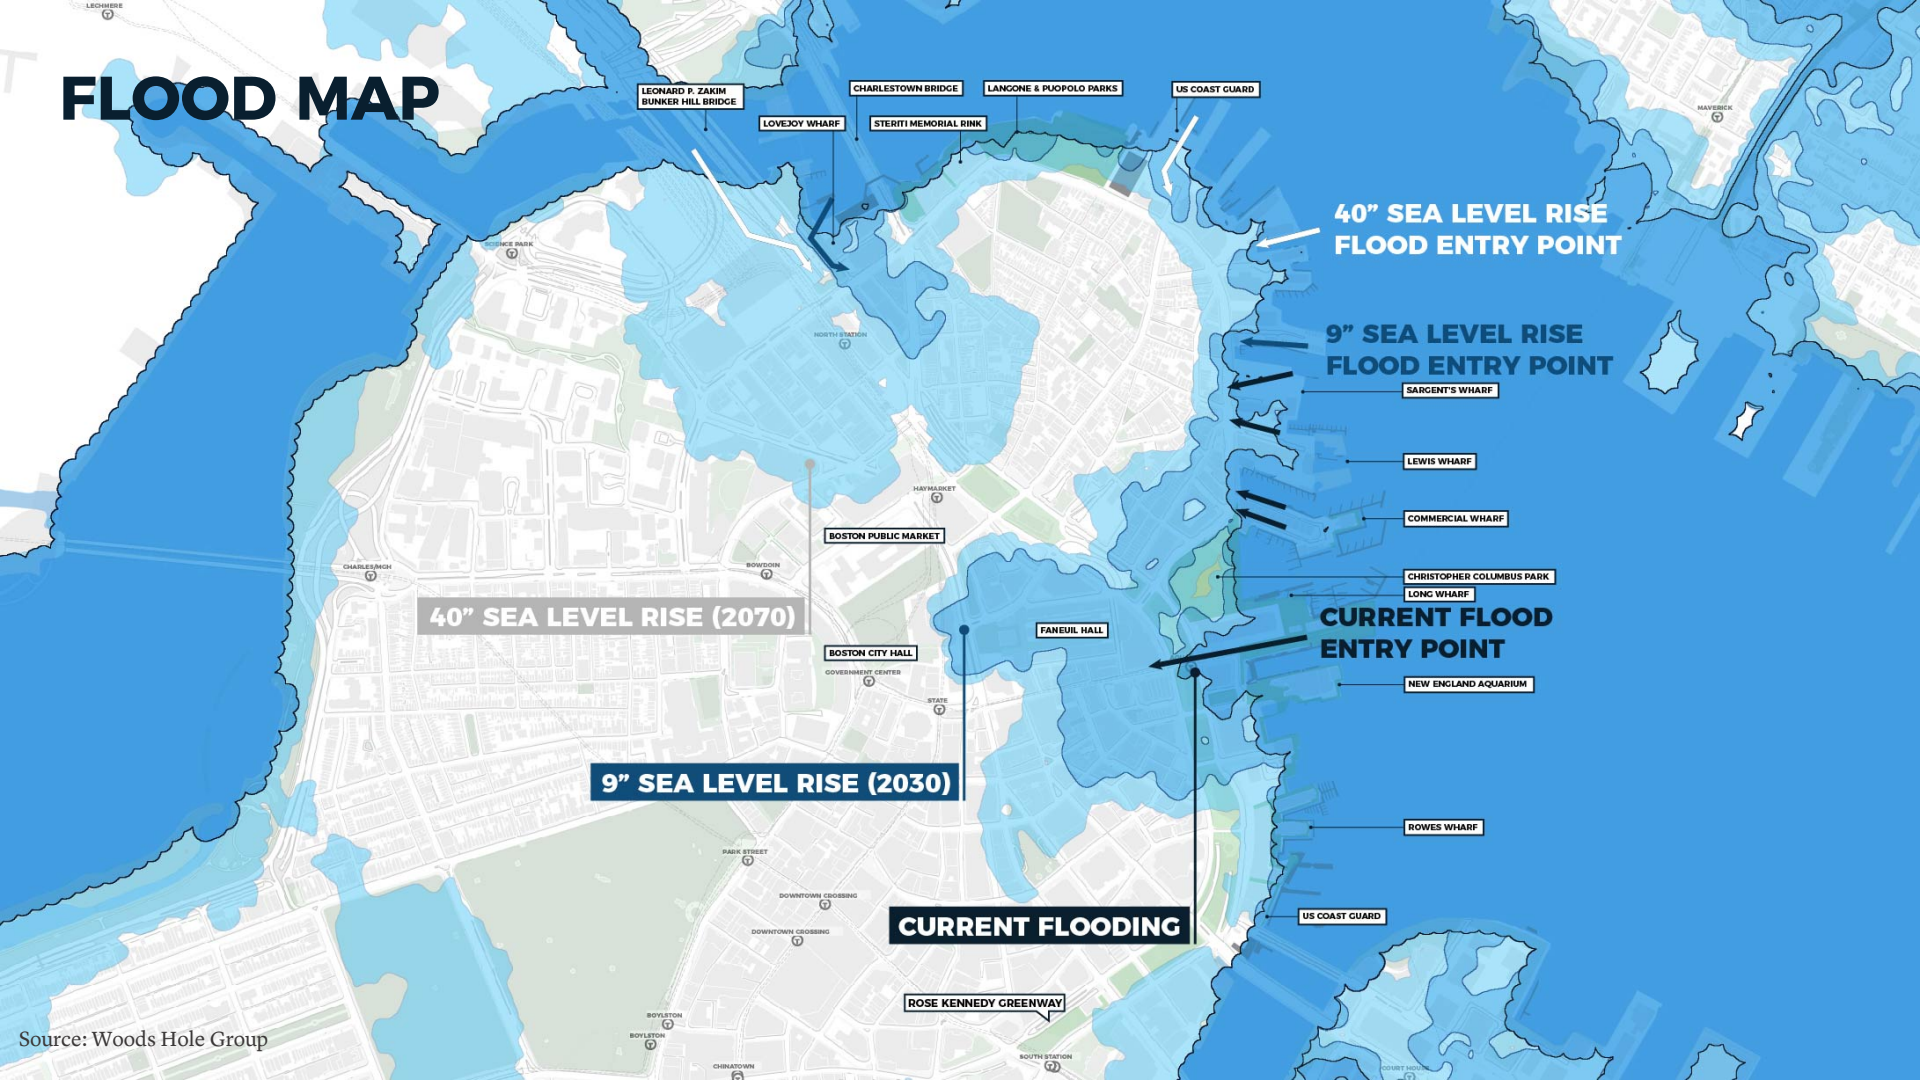 LECHMERE
FLOOD MAP
LEONARD P. ZAKIM
BUNKER HILL BRIDGE
CHARLESTOWN BRIDGE
LANGONE & PUOPOLO PARKS
US COAST GUARD
LOVEJOY WHARF
STERITI MEMORIAL RINK
MAVERICK
SCIENCE PARK
40” SEA LEVEL RISE
FLOOD ENTRY POINT
NORTH STATION
9” SEA LEVEL RISE
FLOOD ENTRY POINT
SARGENT'S WHARF
LEWIS WHARF
HAYMARKET
COMMERCIAL WHARF
BOSTON PUBLIC MARKET
CHARLES/MGH
BOWDOIN
CHRISTOPHER COLUMBUS PARK
LONG WHARF
40” SEA LEVEL RISE (2070)
FANEUIL HALL
CURRENT FLOOD
ENTRY POINT
BOSTON CITY HALL
GOVERNMENT CENTER
NEW ENGLAND AQUARIUM
STATE
9” SEA LEVEL RISE (2030)
ROWES WHARF
PARK STREET
DOWNTOWN CROSSING
US COAST GUARD
CURRENT FLOODING
DOWNTOWN CROSSING
ROSE KENNEDY GREENWAY
BOYLSTON
BOYLSTON
Source: Woods Hole Group
SOUTH STATION
CHINATOWN
COURT HOUSE